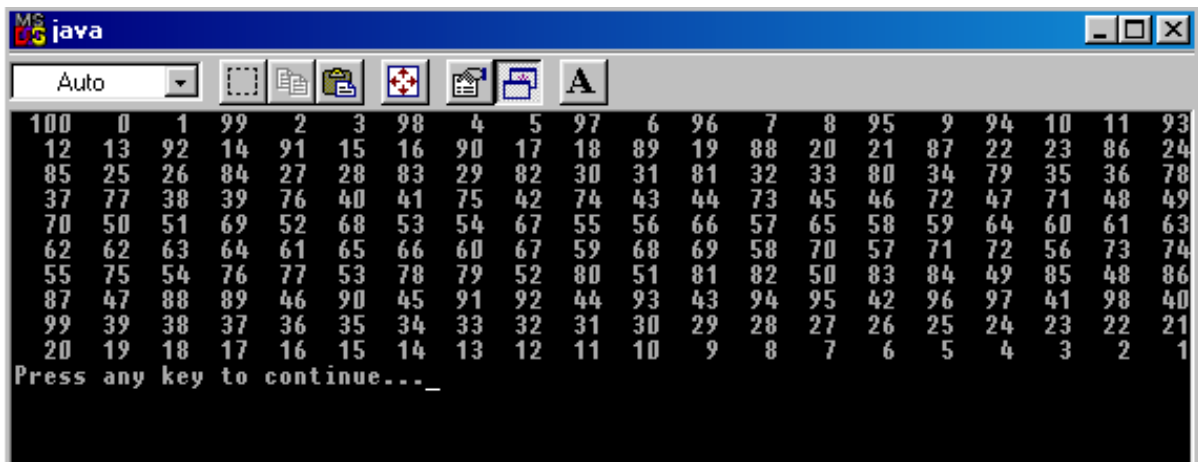 MS DOS java
Auto A
100 0 1 99 2 3 98 4 5 97 6 96 7 8 95 9 94 10 11 93
12 13 92 14 91 15 16 90 17 18 89 19 88 20 21 87 22 23 86 24
85 25 26 84 27 28 83 29 82 30 31 81 32 33 80 34 79 35 36 78
37 77 38 39 76 40 41 75 42 74 43 44 73 45 46 72 47 71 48 49
70 50 51 69 52 68 53 54 67 55 56 66 57 65 58 59 64 60 61 63
62 62 63 64 61 65 66 60 67 59 68 69 58 70 57 71 72 56 73 74
55 75 54 76 77 53 78 79 52 80 51 81 82 50 83 84 49 85 48 86
87 47 88 89 46 90 45 91 92 44 93 43 94 95 42 96 97 41 98 40
99 39 38 37 36 35 34 33 32 31 30 29 28 27 26 25 24 23 22 21
20 19 18 17 16 15 14 13 12 11 10 9 8 7 6 5 4 3 2 1
Press any key to continue..._